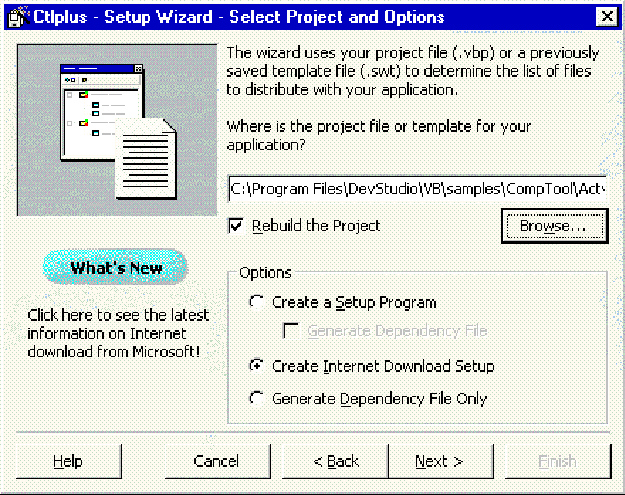 Ctlplus - Setup Wizard - Select Project and Options
The wizard uses your project file (.vbp) or a previously
saved template file (.swt) to determine the list of files
to distribute with your application.
Where is the project file or template for your
application?
C:\Program Files\DevStudio\VB\samples\CompTool\Act
Rebuild the Project
Browse...
What's New
Click here to see the latest
information on Internet
download from Microsoft!
Options
Create a Setup Program
Generate Dependency File
Create Internet Download Setup
Generate Dependency File Only
Help
Cancel
< Back
Next >
Finish